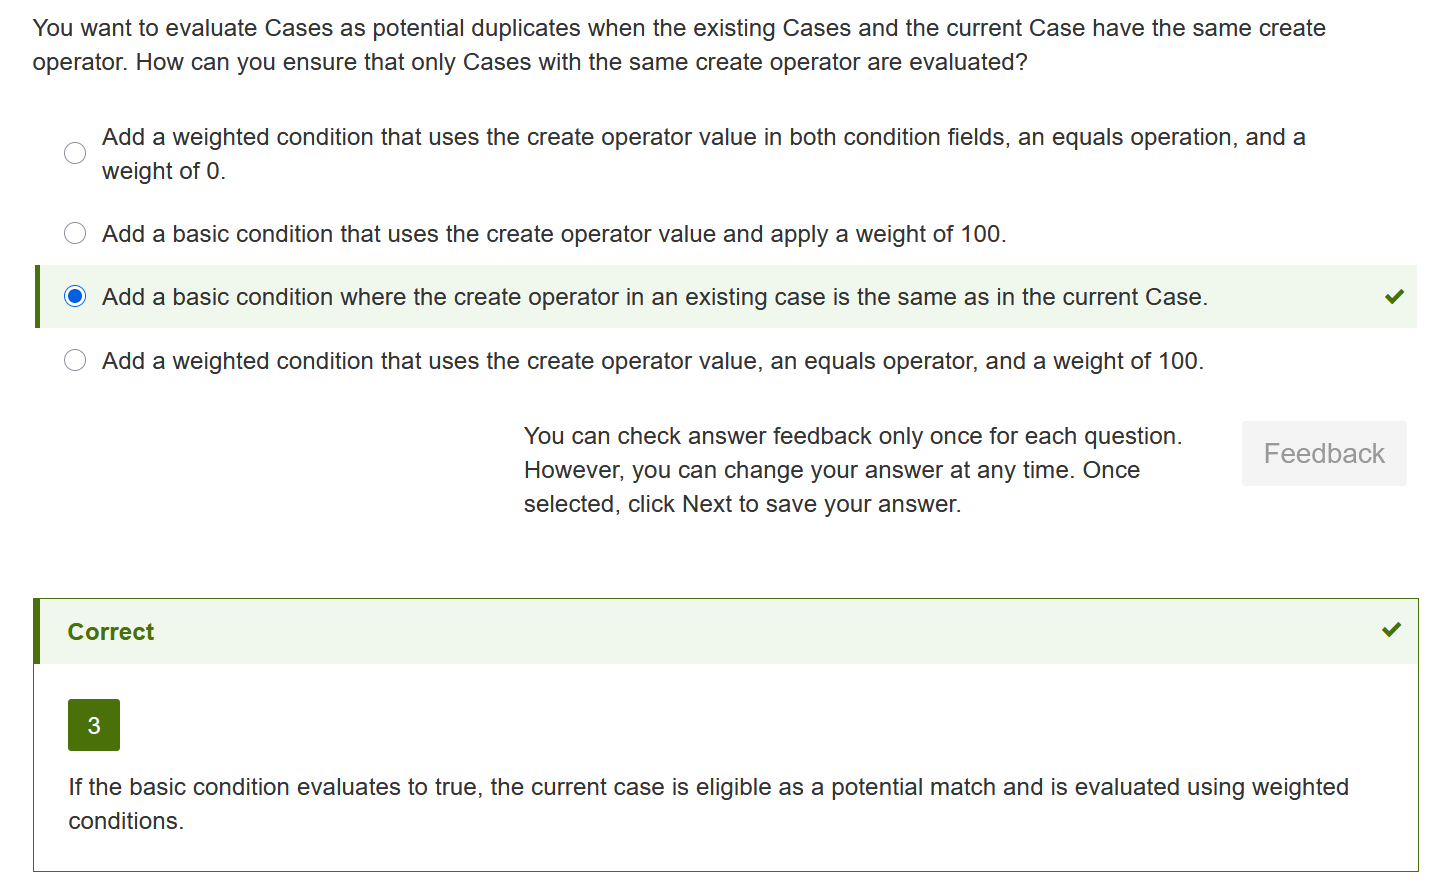 You want to evaluate Cases as potential duplicates when the existing Cases and the current Case have the same create
operator. How can you ensure that only Cases with the same create operator are evaluated?
Add a weighted condition that uses the create operator value in both condition fields, an equals operation, and a
weight of 0.
Add a basic condition that uses the create operator value and apply a weight of 100.
Add a basic condition where the create operator in an existing case is the same as in the current Case.
Add a weighted condition that uses the create operator value, an equals operator, and a weight of 100.
You can check answer feedback only once for each question.
However, you can change your answer at any time. Once
selected, click Next to save your answer.
Feedback
Correct
3
If the basic condition evaluates to true, the current case is eligible as a potential match and is evaluated using weighted
conditions.